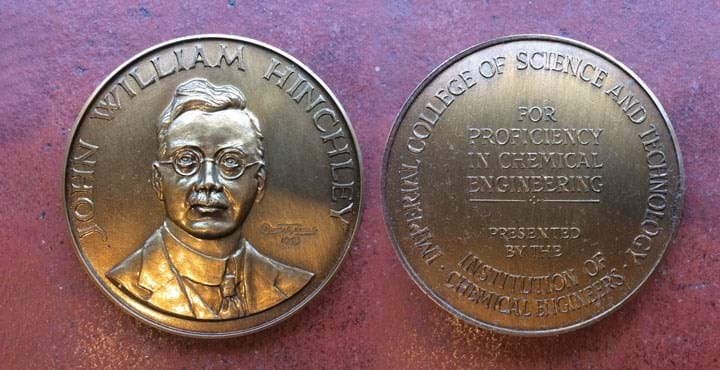 JOHN WILLIAM HINCHLEY
IMPERIAL COLLEGE OF SCIENCE AND TECHNOLOGY
FOR
PROFICIENCY
IN CHEMICAL
ENGINEERING
PRESENTED
BY THE
INSTITUTION OF
CHEMICAL ENGINEERS